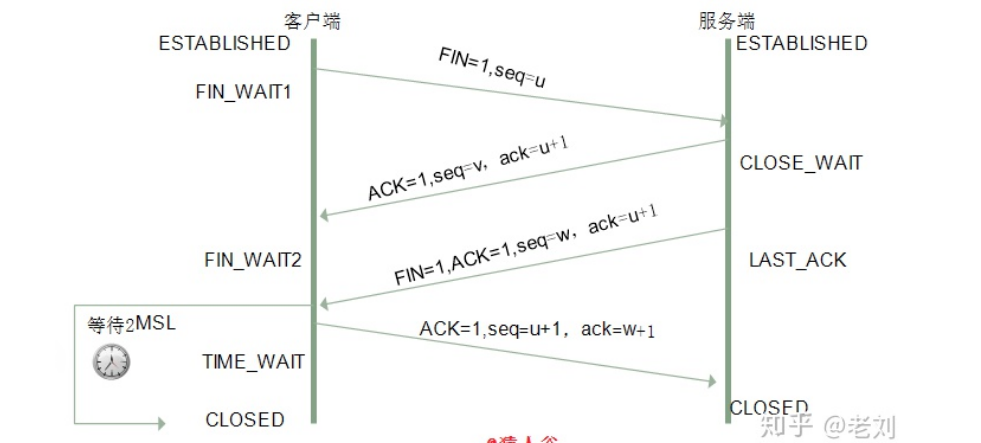 客户端 服务端
ESTABLISHED ESTABLISHED
FIN=1,seq=u
FIN_WAIT1
ACK=1,seq=v，ack=u+1
CLOSE_WAIT
FIN=1,ACK=1,seq=w，ack=u+1
FIN_WAIT2 LAST_ACK
等待2MSL
ACK=1,seq=u+1，ack=w+1
TIME_WAIT
CLOSED CLOSED
知乎 @老刘